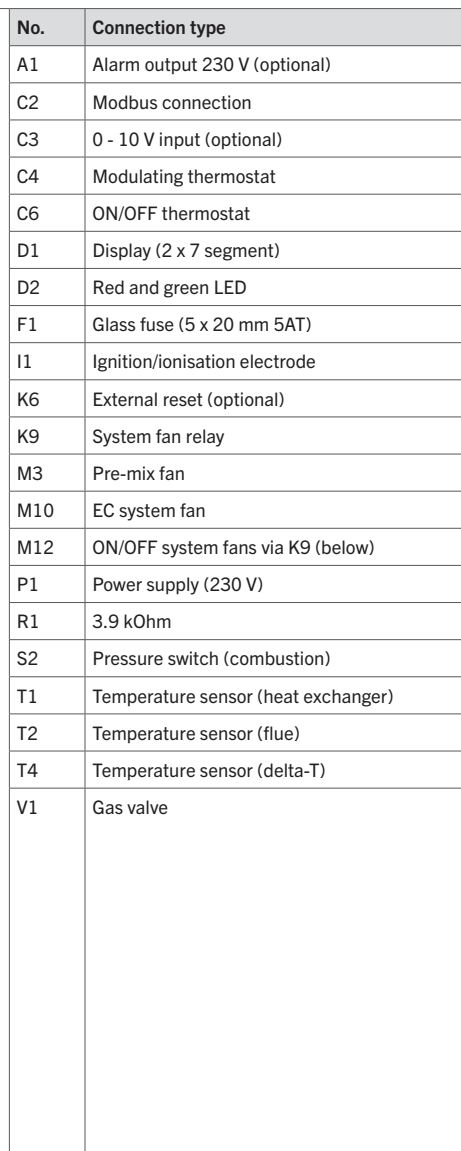 No. Connection type
A1 Alarm output 230 V (optional)
C2 Modbus connection
C3 0 - 10 V input (optional)
C4 Modulating thermostat
C6 ON/OFF thermostat
D1 Display (2 x 7 segment)
D2 Red and green LED
F1 Glass fuse (5 x 20 mm 5AT)
I1 Ignition/ionisation electrode
K6 External reset (optional)
K9 System fan relay
M3 Pre-mix fan
M10 EC system fan
M12 ON/OFF system fans via K9 (below)
P1 Power supply (230 V)
R1 3.9 kOhm
S2 Pressure switch (combustion)
T1 Temperature sensor (heat exchanger)
T2 Temperature sensor (flue)
T4 Temperature sensor (delta-T)
V1 Gas valve